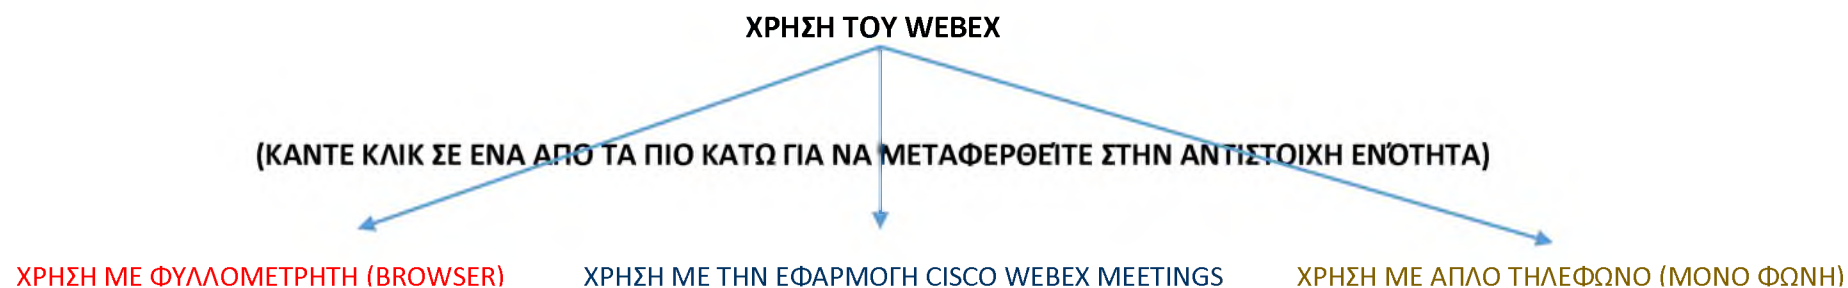 ΧΡΗΣΗ ΤΟΥ WEBEX
(ΚΑΝΤΕ ΚΛΙΚ ΣΕ ΕΝΑ ΑΠΟ ΤΑ ΠΙΟ ΚΑΤΩ ΓΙΑ ΝΑ ΜΕΤΑΦΕΡΘΕΊΤΕ ΣΤΗΝ ΑΝΤΙΣΤΟΙΧΗ ΕΝΌΤΗΤΑ)
ΧΡΗΣΗ ΜΕ ΦΥΛΛΟΜΕΤΡΗΤΗ (BROWSER) ΧΡΗΣΗ ΜΕ ΤΗΝ ΕΦΑΡΜΟΓΗ CISCO WEBEX MEETINGS ΧΡΗΣΗ ΜΕ ΑΠΛΟ ΤΗΛΕΦΩΝΟ (ΜΟΝΟ ΦΩΝΗ)